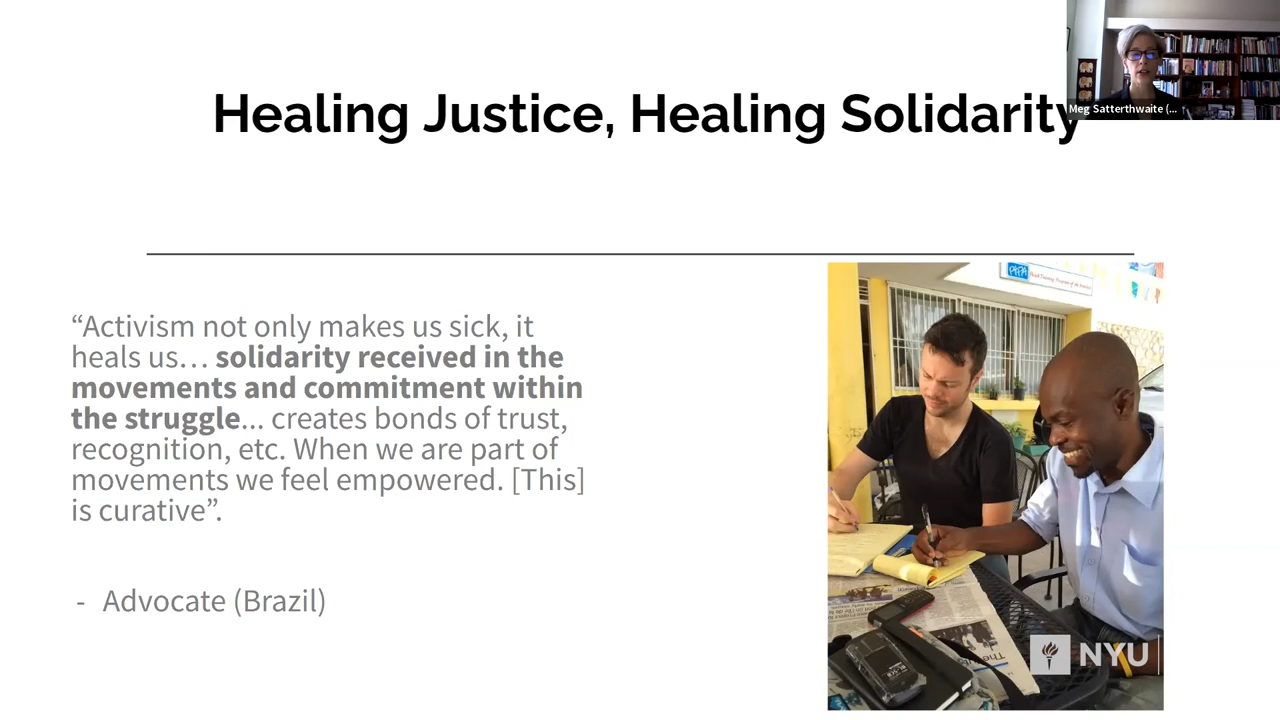 Healing Justice, Healing Solidarity
Meg Satterthwaite (...
“Activism not only makes us sick, it
heals us… solidarity received in the
movements and commitment within
the struggle... creates bonds of trust,
recognition, etc. When we are part of
movements we feel empowered. [This]
is curative”.
- Advocate (Brazil)
NYU